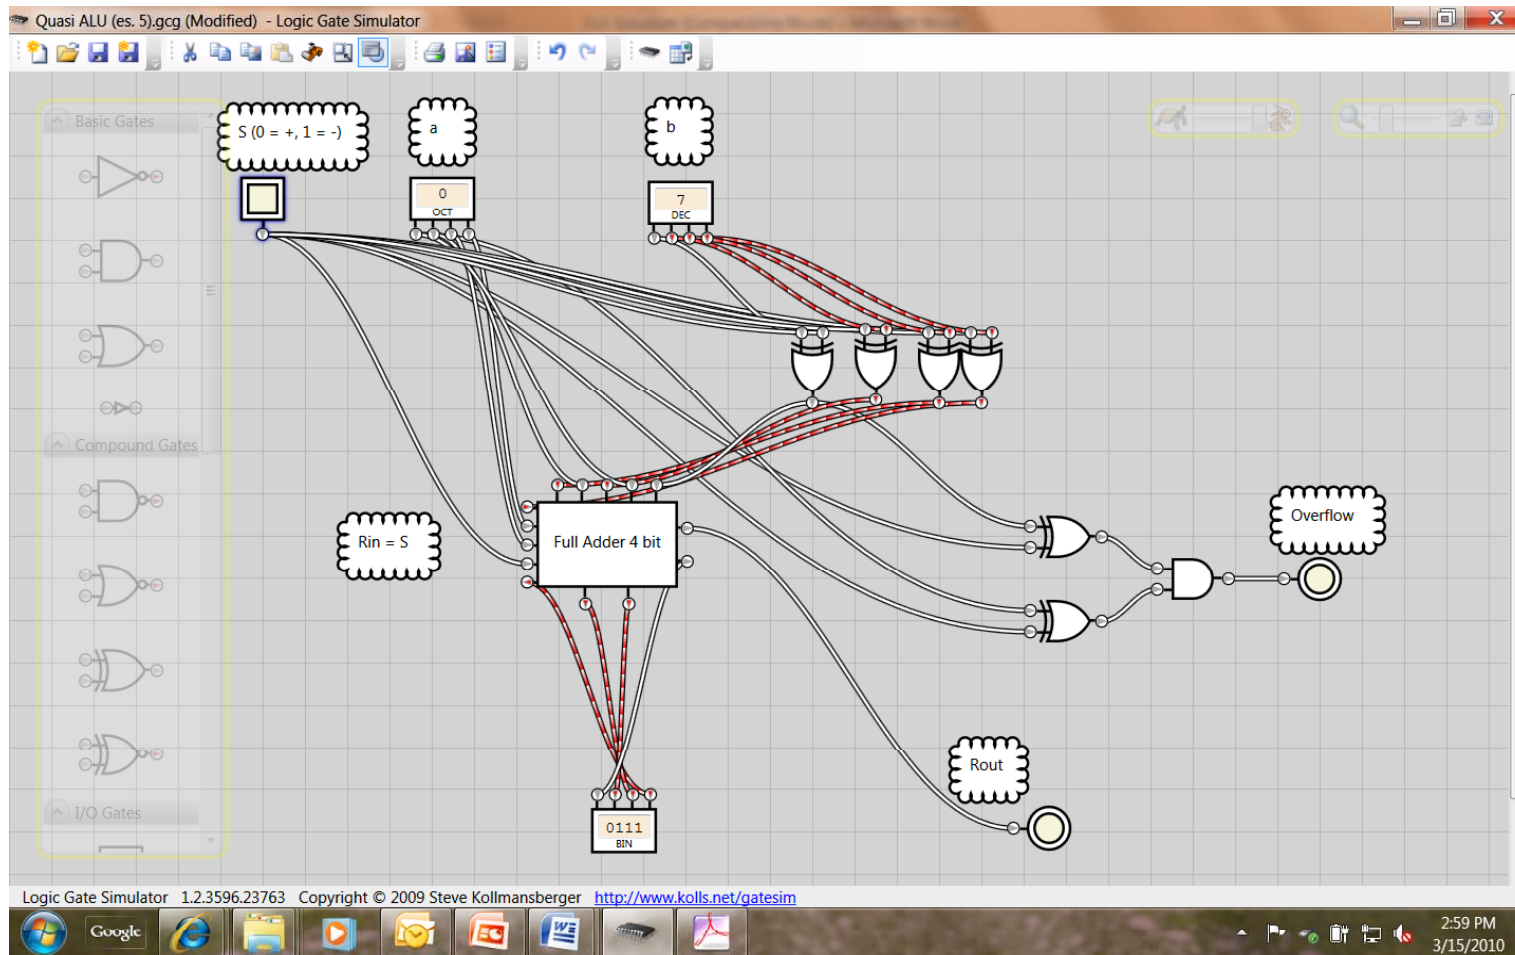 Quasi ALU (es. 5).gcg (Modified) - Logic Gate Simulator
Basic Gates
S (0 = +, 1 = -)
a
b
0
OCT
7
DEC
Compound Gates
Full Adder 4 bit
Rin = S
Overflow
Rout
I/O Gates
0111
BIN
Logic Gate Simulator 1.2.3596.23763 Copyright © 2009 Steve Kollmansberger http://www.kolls.net/gatesim
Google
2:59 PM
3/15/2010